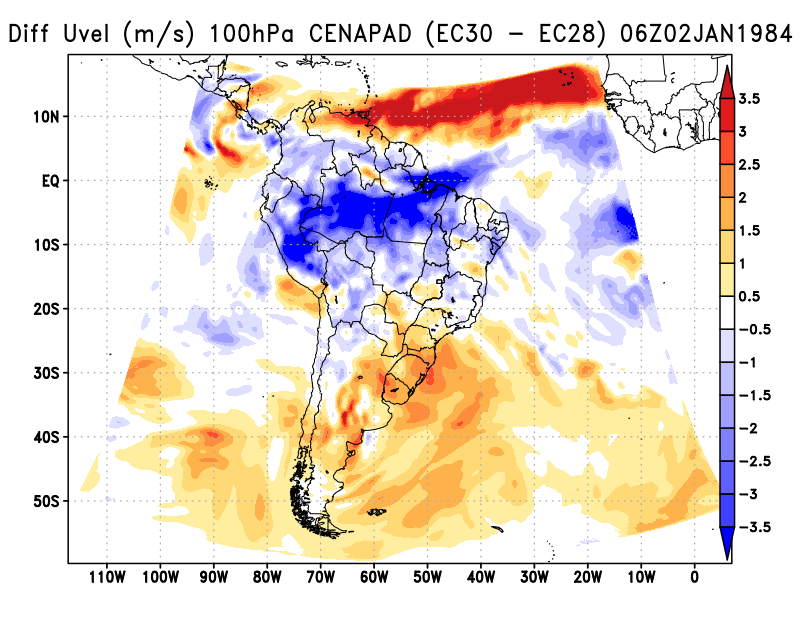 Diff Uvel (m/s) 100hPa CENAPAD (EC30 − EC28) 06Z02JAN1984
10N
EQ
10S
20S
30S
40S
50S
110W 100W 90W 80W 70W 60W 50W 40W 30W 20W 10W 0
3.5
3
2.5
2
1.5
1
0.5
−0.5
−1
−1.5
−2
−2.5
−3
−3.5